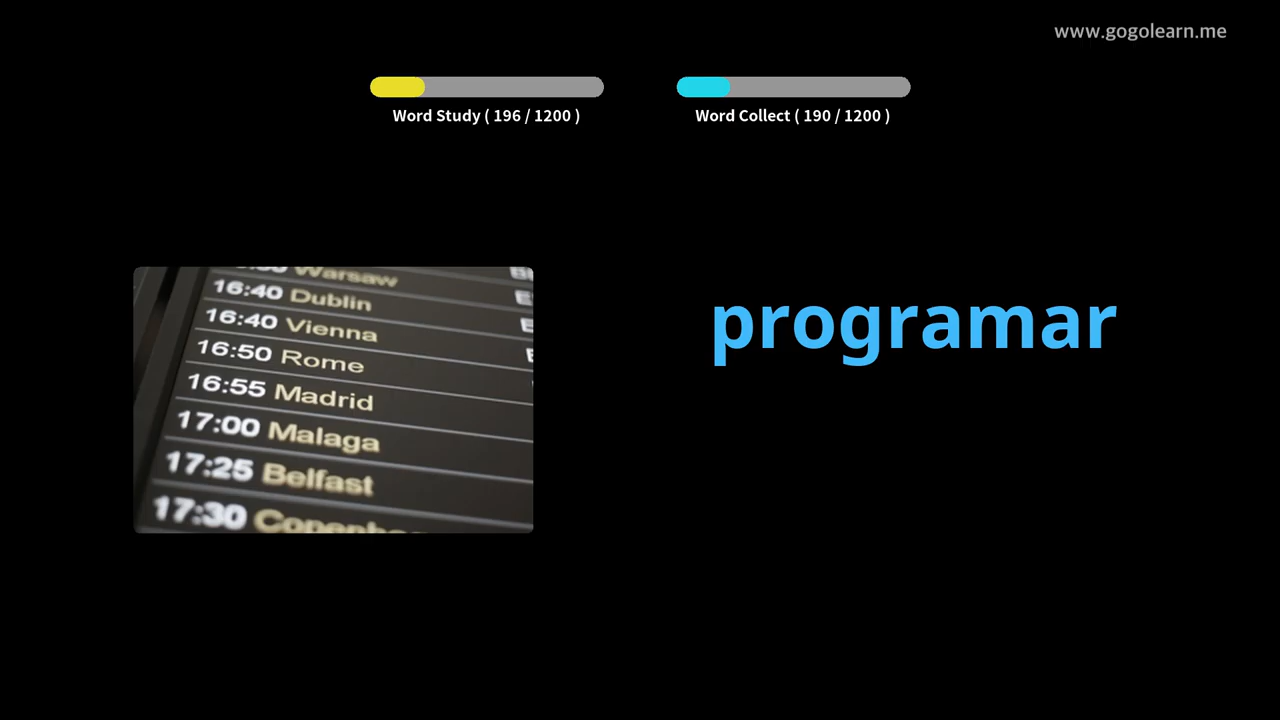 www.gogolearn.me
Word Study ( 196 / 1200 )
Word Collect ( 190 / 1200 )
Warsaw
16:40 Dublin
16:40 Vienna
16:50 Rome
16:55 Madrid
17:00 Malaga
17:25 Belfast
17:30
programar